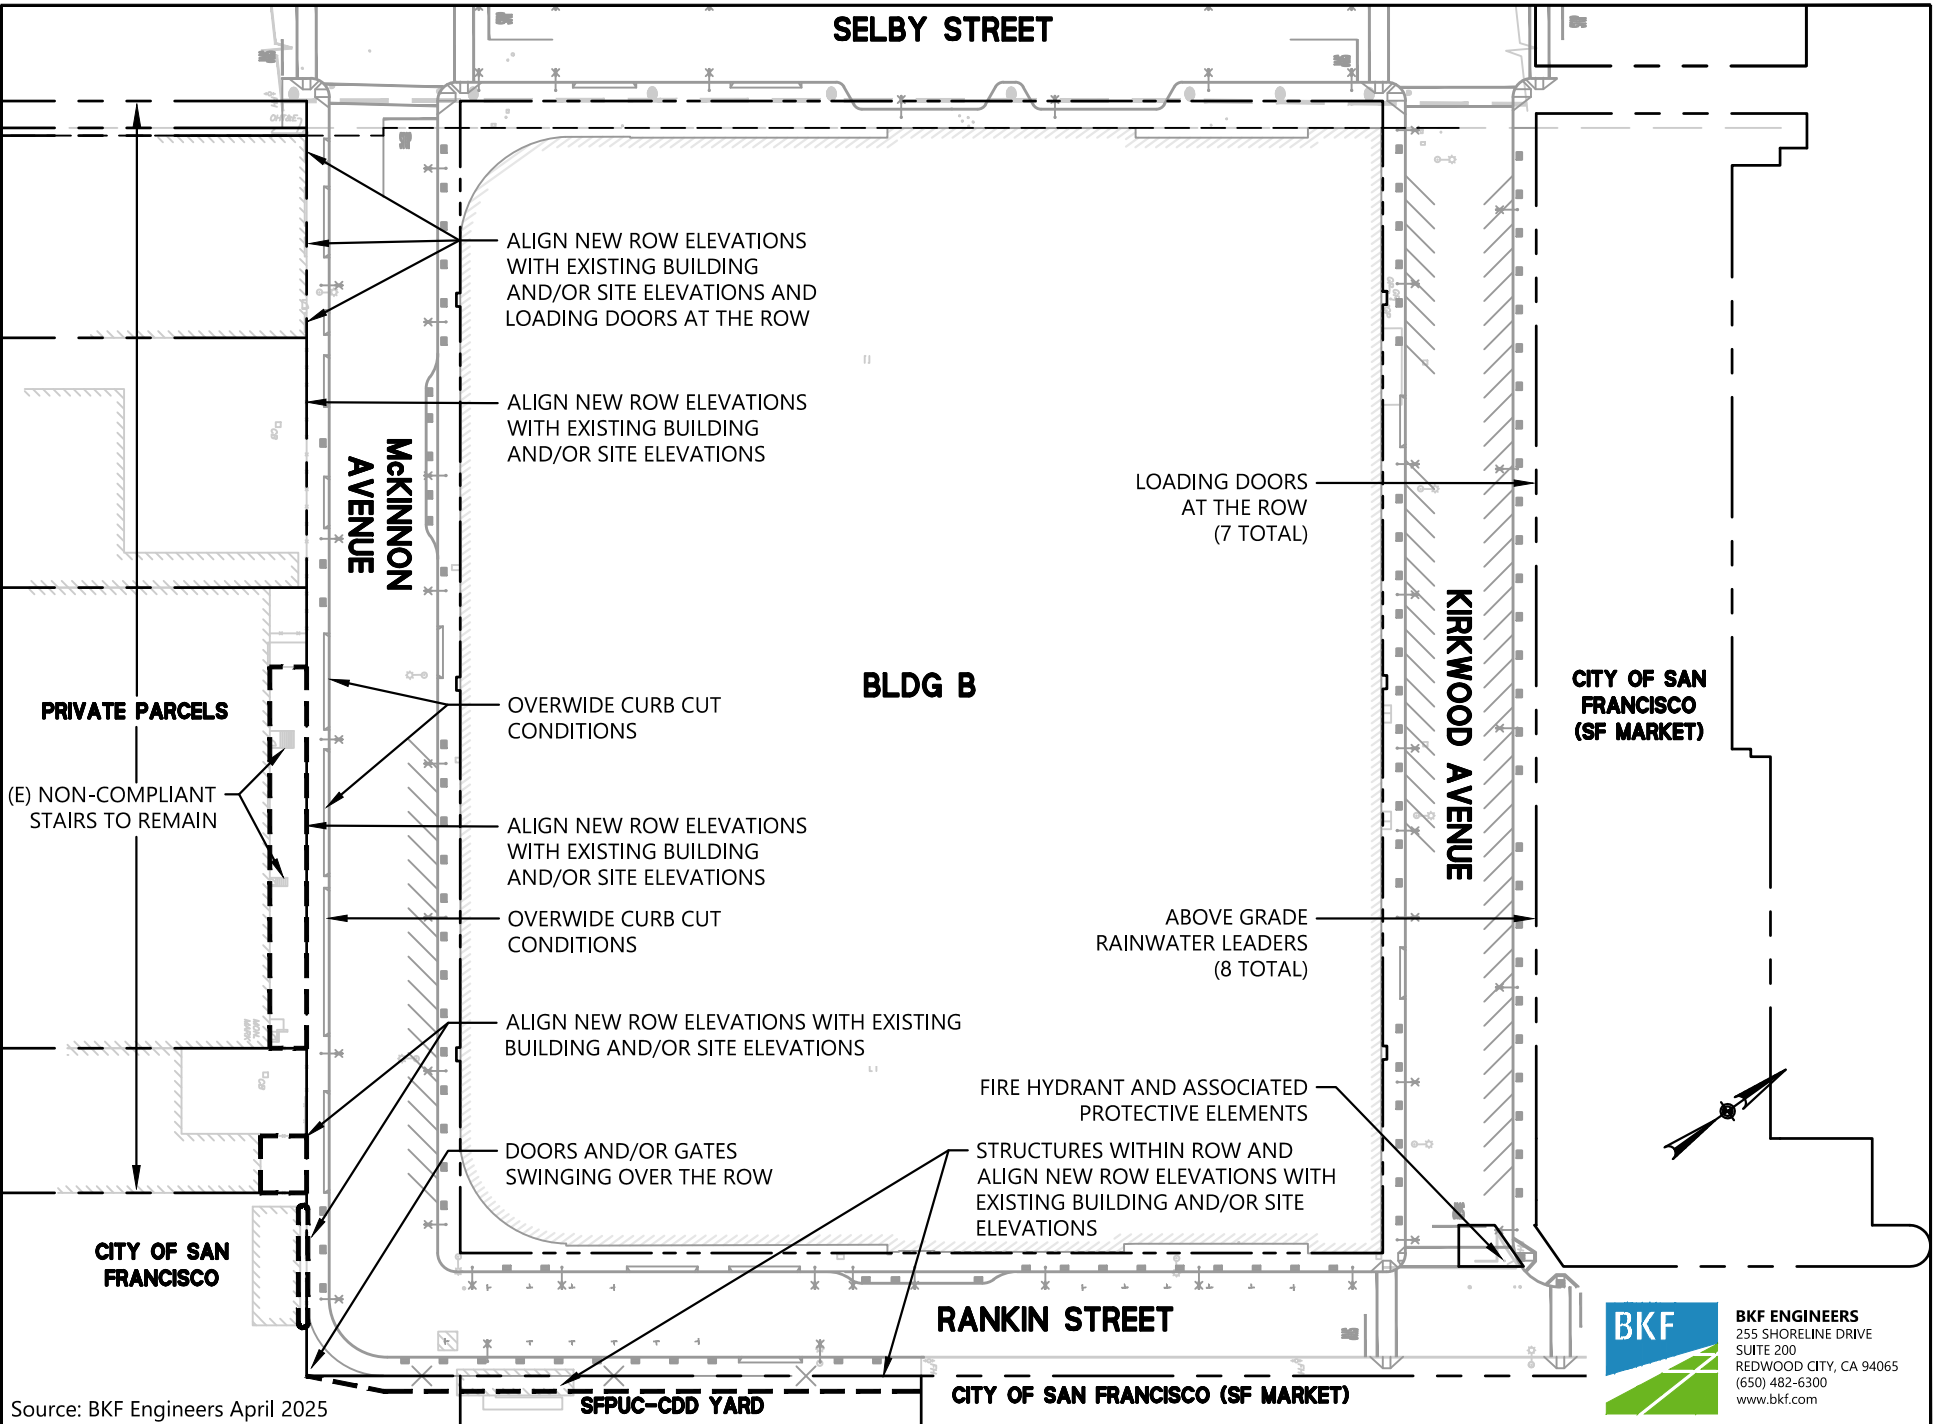 SELBY STREET
ALIGN NEW ROW ELEVATIONS
WITH EXISTING BUILDING
AND/OR SITE ELEVATIONS AND
LOADING DOORS AT THE ROW
ALIGN NEW ROW ELEVATIONS
WITH EXISTING BUILDING
AND/OR SITE ELEVATIONS
McKINNON
AVENUE
LOADING DOORS
AT THE ROW
(7 TOTAL)
KIRKWOOD AVENUE
BLDG B
CITY OF SAN
FRANCISCO
(SF MARKET)
PRIVATE PARCELS
OVERWIDE CURB CUT
CONDITIONS
(E) NON-COMPLIANT
STAIRS TO REMAIN
ALIGN NEW ROW ELEVATIONS
WITH EXISTING BUILDING
AND/OR SITE ELEVATIONS
OVERWIDE CURB CUT
CONDITIONS
ABOVE GRADE
RAINWATER LEADERS
(8 TOTAL)
ALIGN NEW ROW ELEVATIONS WITH EXISTING
BUILDING AND/OR SITE ELEVATIONS
FIRE HYDRANT AND ASSOCIATED
PROTECTIVE ELEMENTS
DOORS AND/OR GATES
SWINGING OVER THE ROW
STRUCTURES WITHIN ROW AND
ALIGN NEW ROW ELEVATIONS WITH
EXISTING BUILDING AND/OR SITE
ELEVATIONS
CITY OF SAN
FRANCISCO
RANKIN STREET
SFPUC-CDD YARD
CITY OF SAN FRANCISCO (SF MARKET)
BKF
BKF ENGINEERS
255 SHORELINE DRIVE
SUITE 200
REDWOOD CITY, CA 94065
(650) 482-6300
www.bkf.com
Source: BKF Engineers April 2025